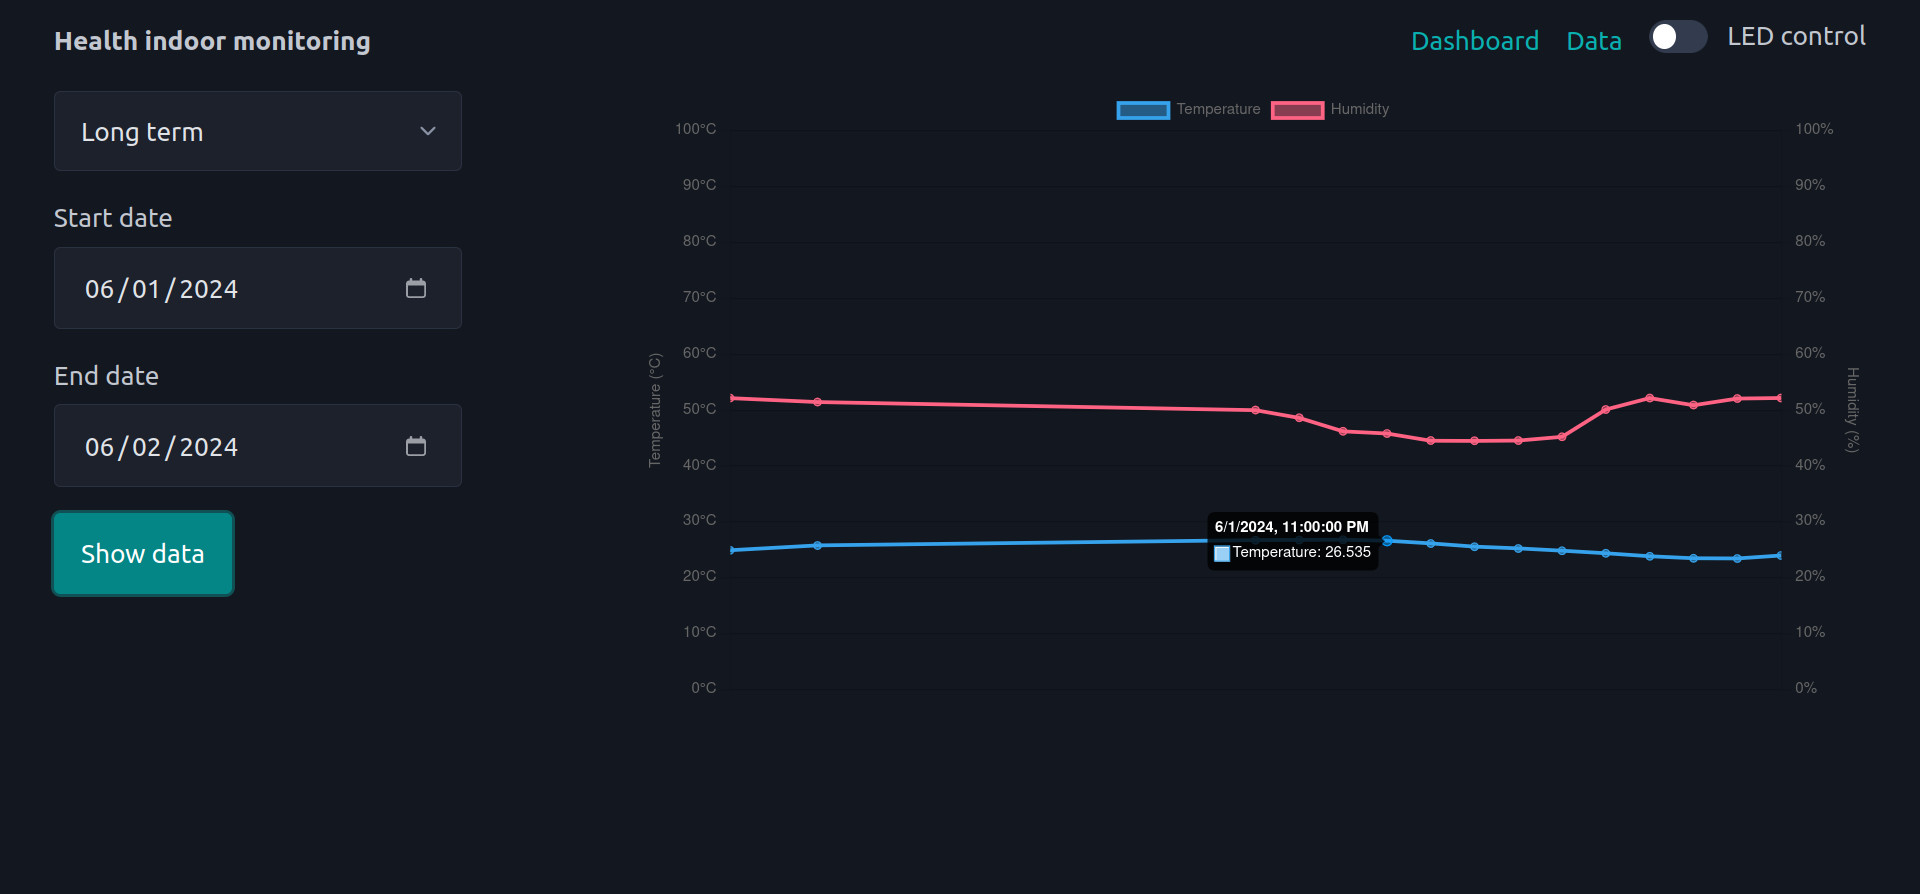 Health indoor monitoring
Dashboard
Data
LED control
Long term
Start date
06/01/2024
End date
06/02/2024
Show data
Temperature
Humidity
100°C
90°C
80°C
70°C
60°C
50°C
40°C
30°C
20°C
10°C
0°C
Temperature (°C)
6/1/2024, 11:00:00 PM
Temperature: 26.535
100%
90%
80%
70%
60%
50%
40%
30%
20%
10%
0%
Humidity (%)